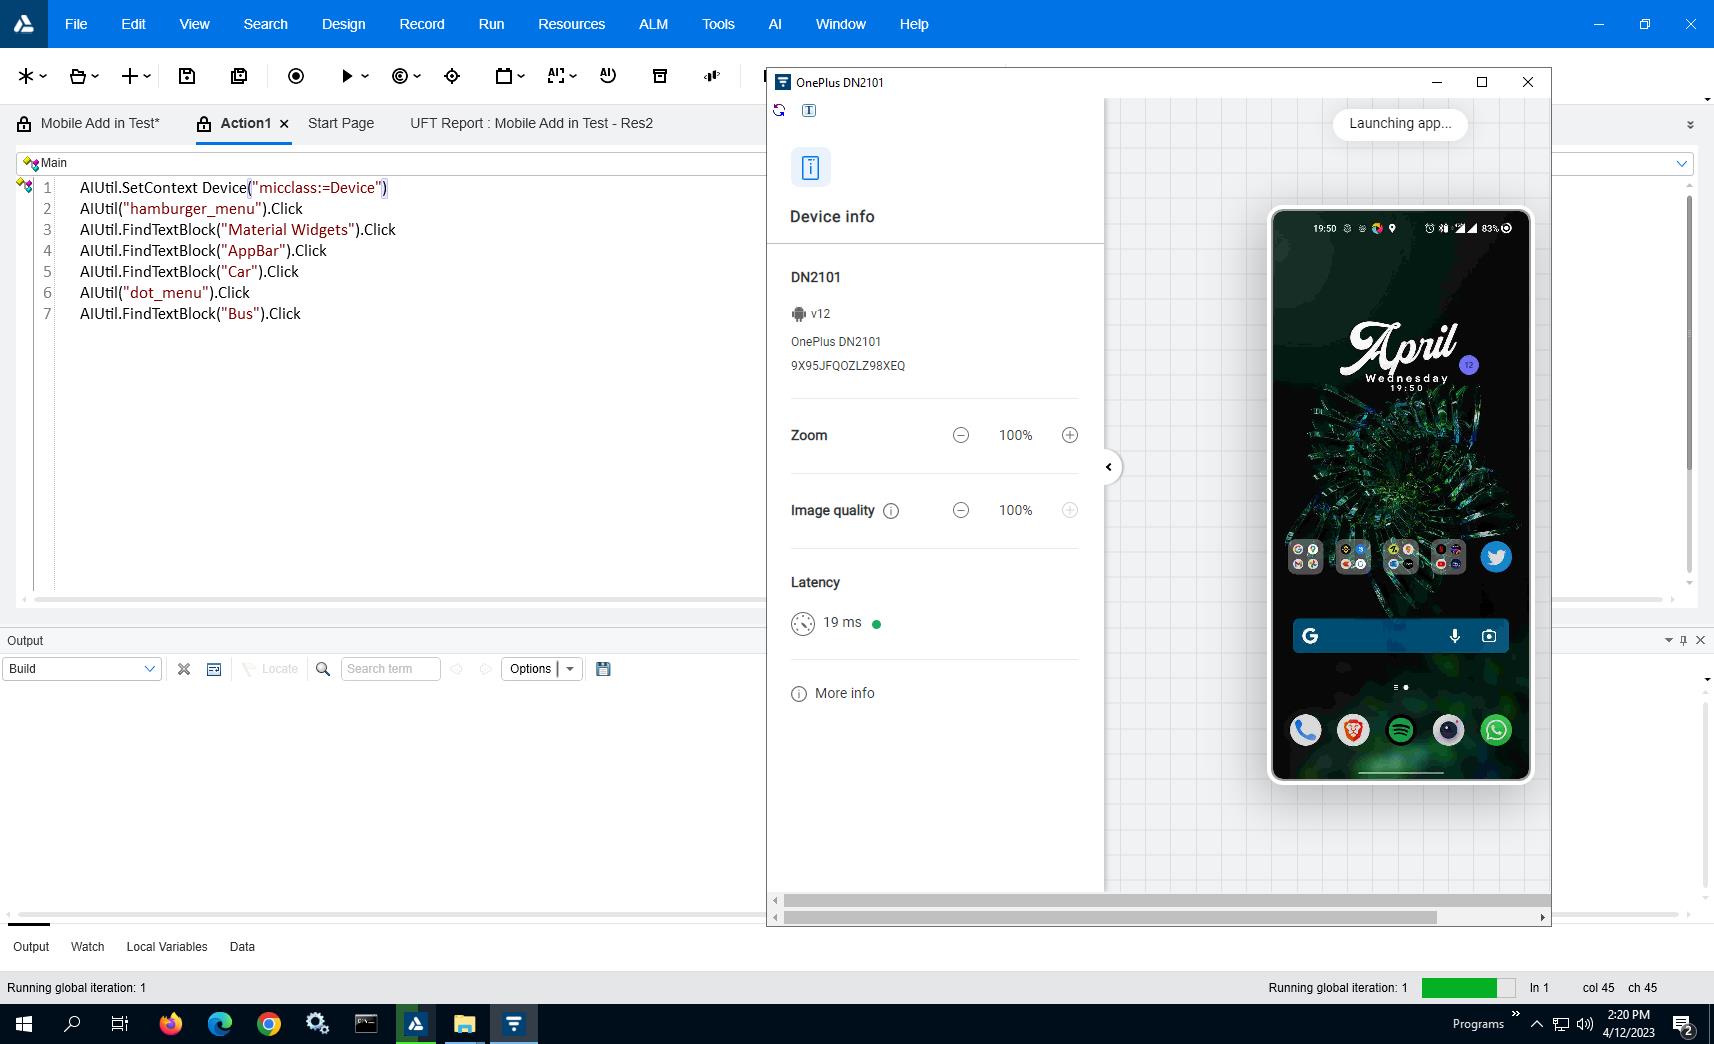 File Edit View Search Design Record Run Resources ALM Tools AI Window Help
Mobile Add in Test* Action1 Start Page UFT Report : Mobile Add in Test - Res2
Main
1 AIUtil.SetContext Device("micclass:=Device")
2 AIUtil("hamburger_menu").Click
3 AIUtil.FindTextBlock("Material Widgets").Click
4 AIUtil.FindTextBlock("AppBar").Click
5 AIUtil.FindTextBlock("Car").Click
6 AIUtil("dot_menu").Click
7 AIUtil.FindTextBlock("Bus").Click
OnePlus DN2101
Device info
DN2101
v12
OnePlus DN2101
9X95JFQOZLZ98XEQ
Zoom 100%
Image quality 100%
Latency
19 ms
More info
Launching app...
19:50 83%
April
12
Wednesday
19:50
Output
Build Locate Search term Options
Output Watch Local Variables Data
Running global iteration: 1 Running global iteration: 1 ln 1 col 45 ch 45
Programs 2:20 PM
4/12/2023
2